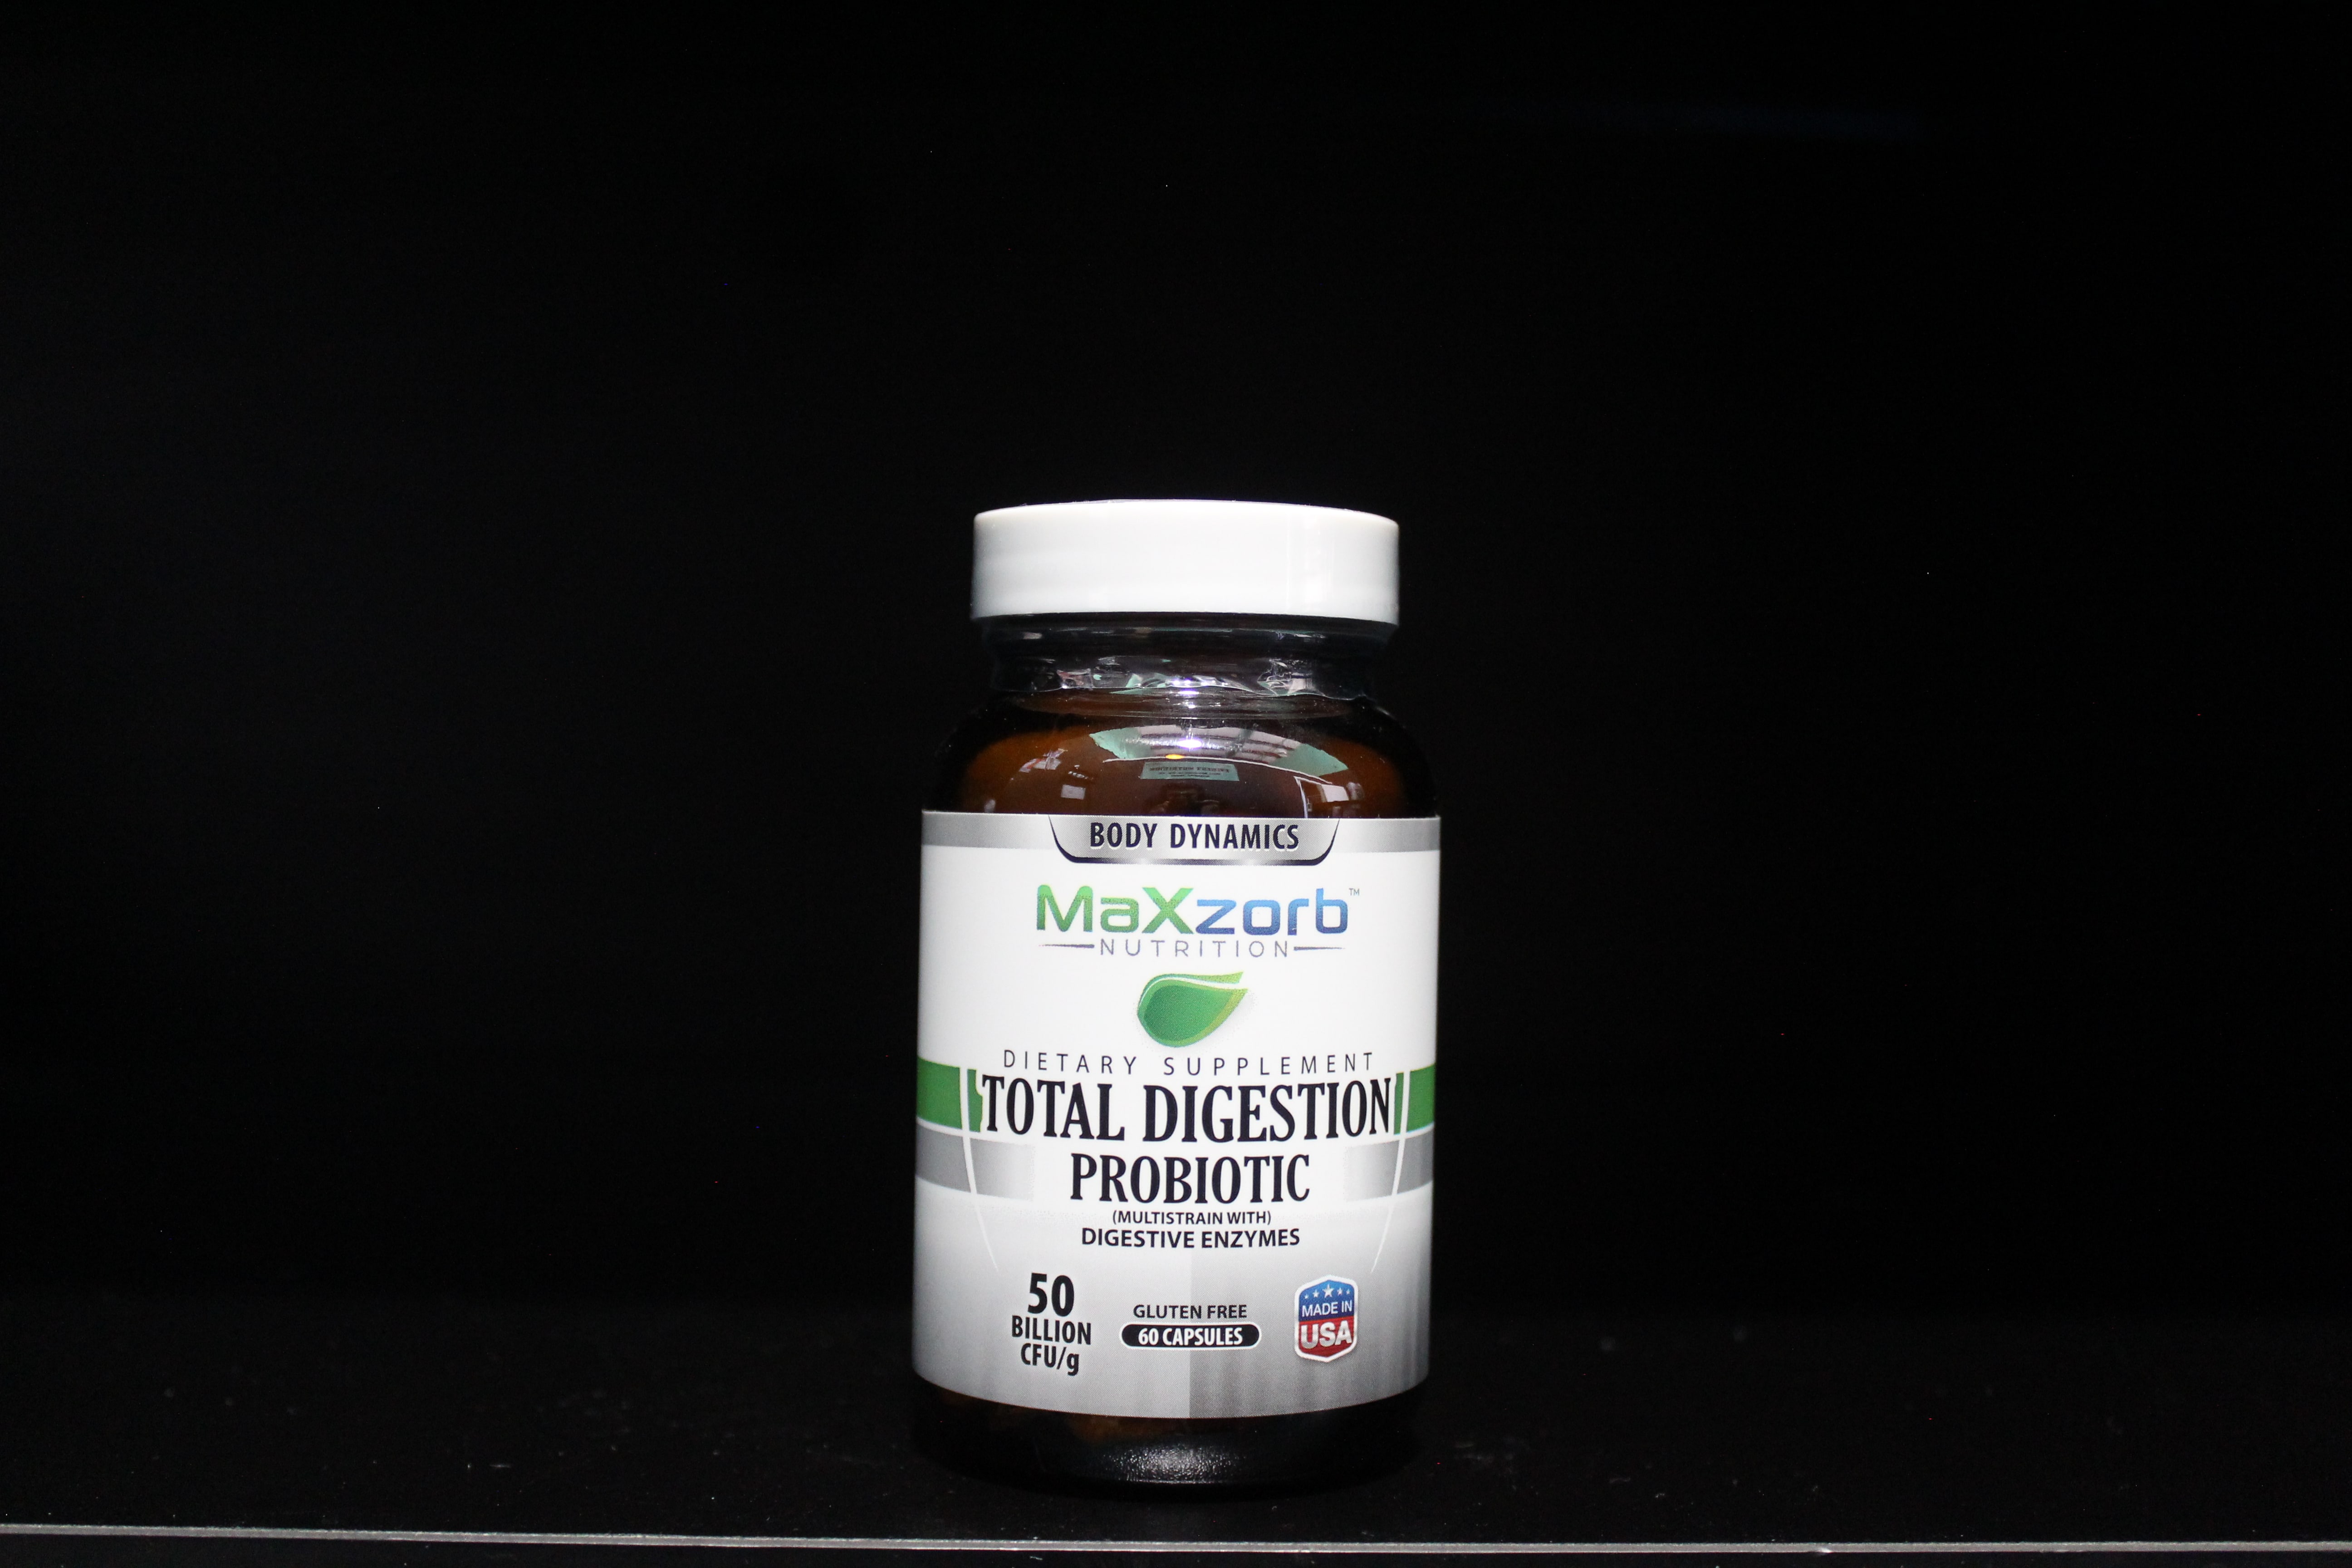 BODY DYNAMICS
MaXzorb™
NUTRITION
DIETARY SUPPLEMENT
TOTAL DIGESTION
PROBIOTIC
(MULTISTRAIN WITH)
DIGESTIVE ENZYMES
50
BILLION
CFU/g
GLUTEN FREE
60 CAPSULES
MADE IN
USA